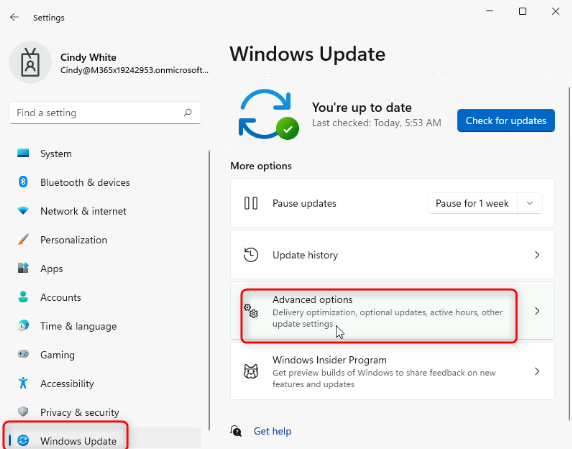 Settings
Cindy White
Cindy@M365x19242953.onmicrosoft...
Find a setting
System
Bluetooth & devices
Network & internet
Personalization
Apps
Accounts
Time & language
Gaming
Accessibility
Privacy & security
Windows Update
Windows Update
You're up to date
Last checked: Today, 5:53 AM
Check for updates
More options
Pause updates
Pause for 1 week
Update history
Advanced options
Delivery optimization, optional updates, active hours, other
update settings
Windows Insider Program
Get preview builds of Windows to share feedback on new
features and updates
Get help